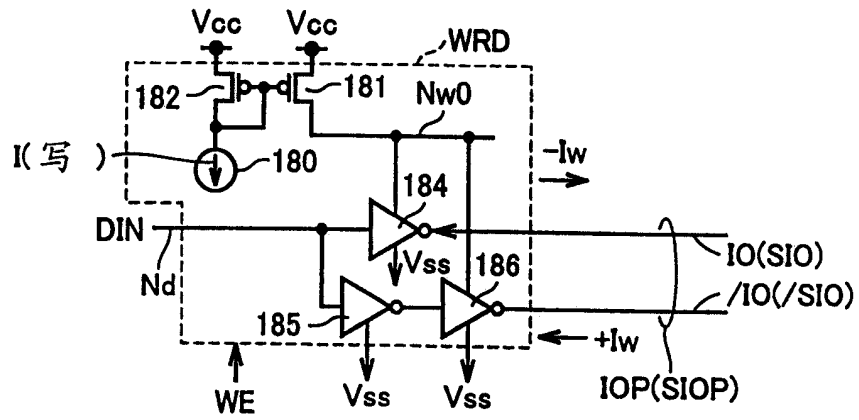 Vcc
Vcc
WRD
182
181
Nw0
I(写 )
180
-Iw
184
DIN
Nd
Vss
IO(SIO)
186
/IO(/SIO)
185
+Iw
WE
Vss
Vss
IOP(SIOP)